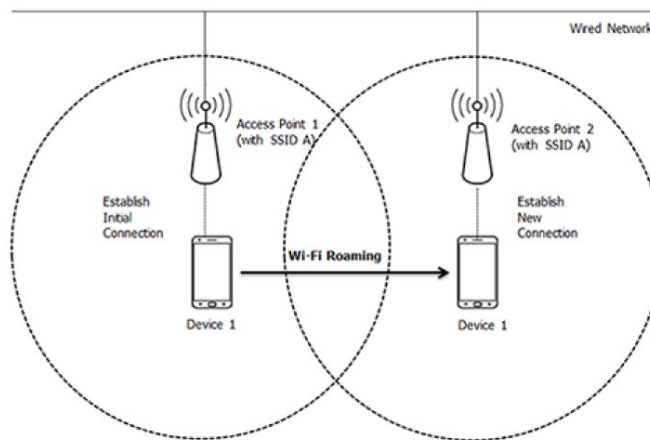 Wired Network
Access Point 1
(with SSID A)
Access Point 2
(with SSID A)
Establish
Initial
Connection
Establish
New
Connection
Wi-Fi Roaming
Device 1
Device 1